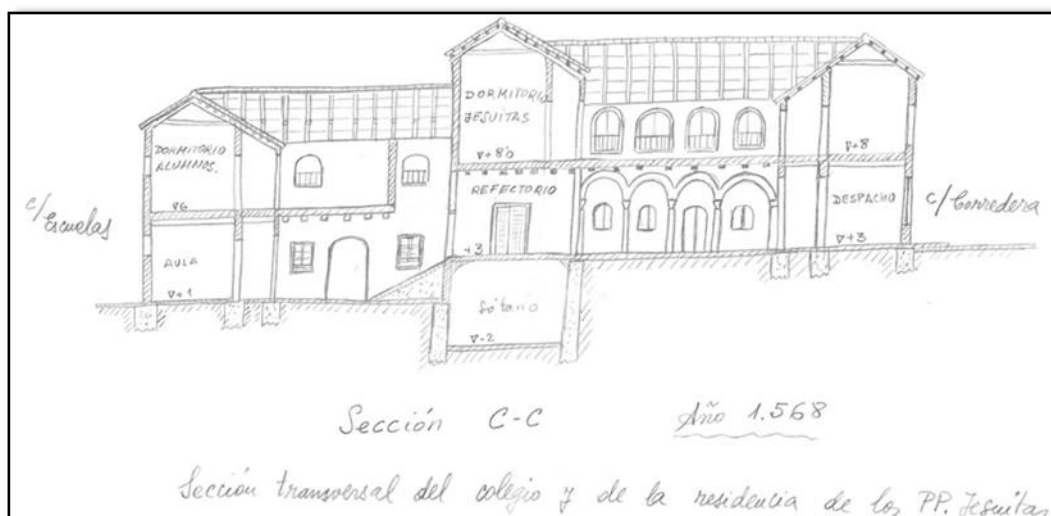 DORMITORIO
ALUMNOS.
∇6
AULA
∇+1
c/
Escuelas
DORMITORIO
JESUITAS
∇+8'0
REFECTORIO
+3
Sótano
∇-2
∇+8
DESPACHO
∇+3
c/Corredera
Sección C-C
Año 1.568
Sección transversal del colegio y de la residencia de los PP. Jesuitas